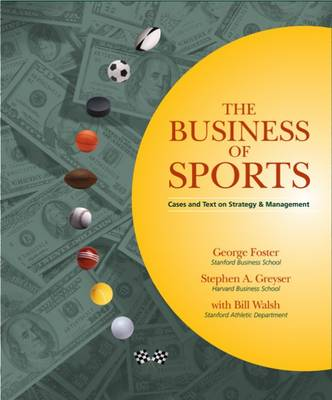 THE
BUSINESS
OF
SPORTS
Cases and Text on Strategy & Management
George Foster
Stanford Business School
Stephen A. Greyser
Harvard Business School
with Bill Walsh
Stanford Athletic Department